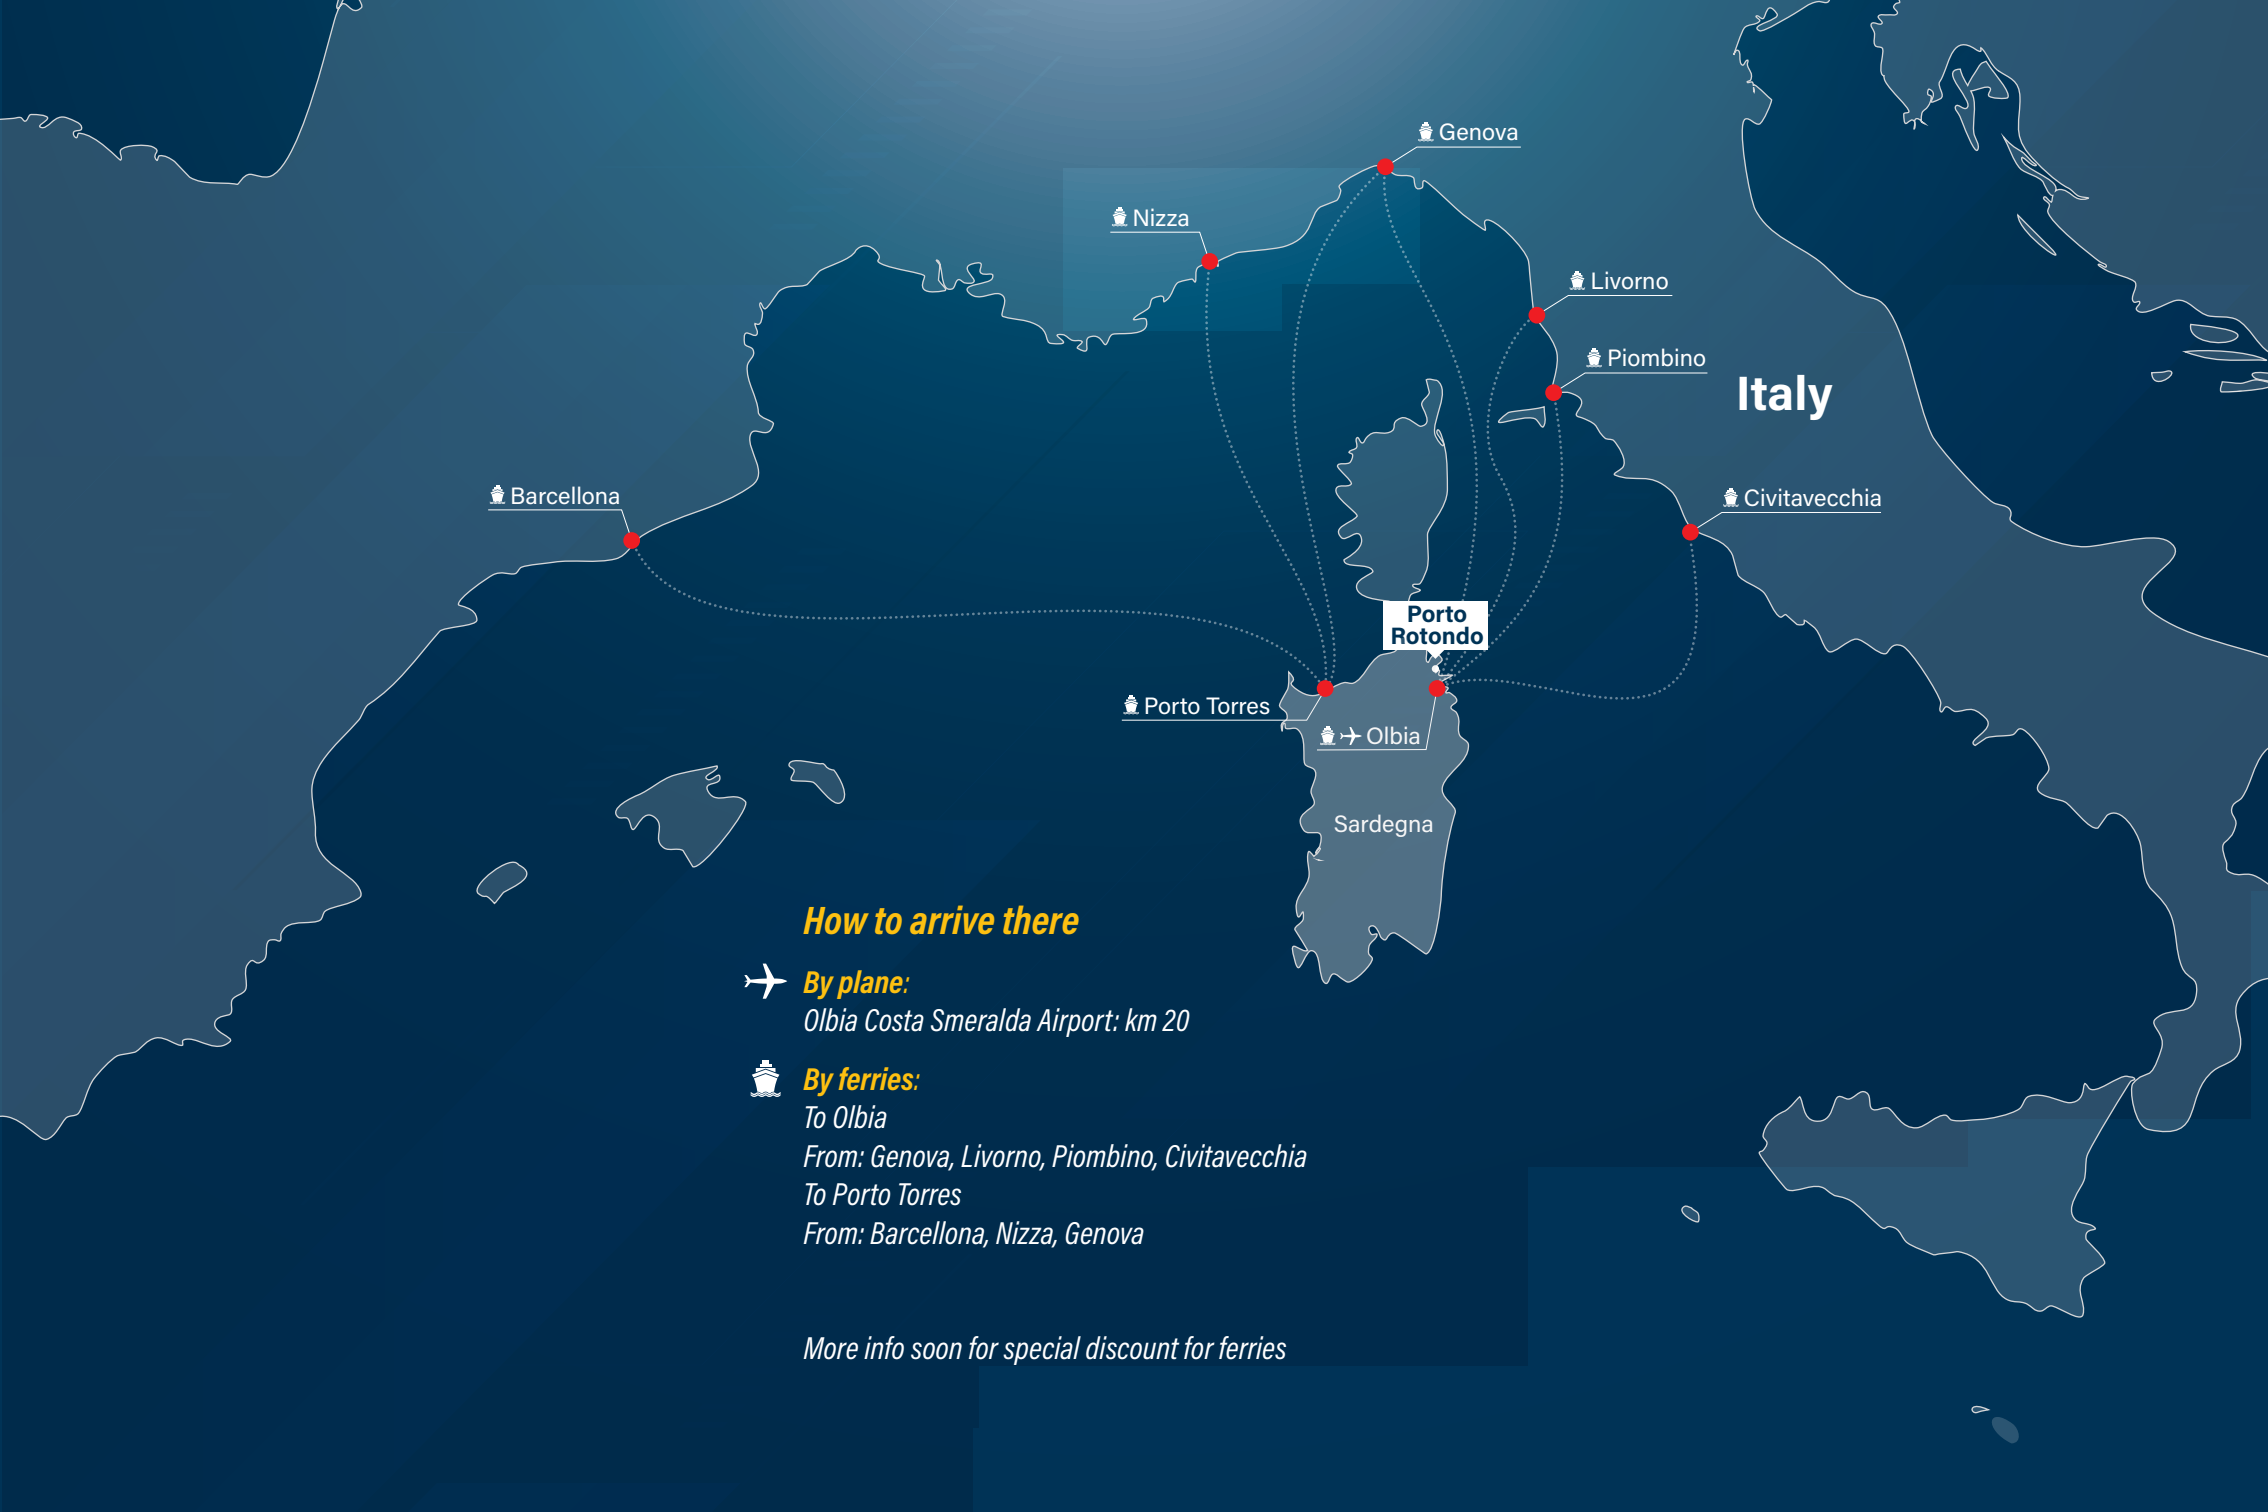 Genova
Nizza
Livorno
Piombino
Italy
Barcellona
Civitavecchia
Porto
Rotondo
Porto Torres
Olbia
Sardegna
How to arrive there
By plane:
Olbia Costa Smeralda Airport: km 20
By ferries:
To Olbia
From: Genova, Livorno, Piombino, Civitavecchia
To Porto Torres
From: Barcellona, Nizza, Genova
More info soon for special discount for ferries